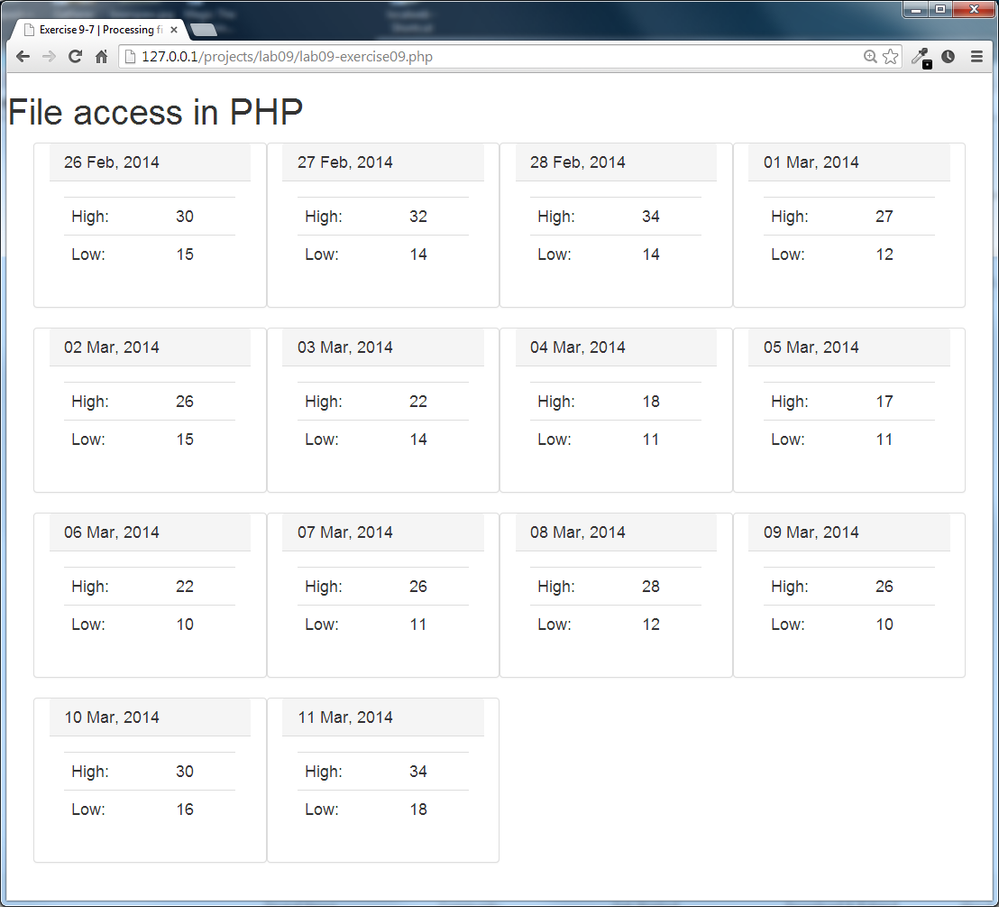 Exercise 9-7 | Processing fi
127.0.0.1/projects/lab09/lab09-exercise09.php
File access in PHP
26 Feb, 2014 27 Feb, 2014 28 Feb, 2014 01 Mar, 2014
High: 30 High: 32 High: 34 High: 27
Low: 15 Low: 14 Low: 14 Low: 12
02 Mar, 2014 03 Mar, 2014 04 Mar, 2014 05 Mar, 2014
High: 26 High: 22 High: 18 High: 17
Low: 15 Low: 14 Low: 11 Low: 11
06 Mar, 2014 07 Mar, 2014 08 Mar, 2014 09 Mar, 2014
High: 22 High: 26 High: 28 High: 26
Low: 10 Low: 11 Low: 12 Low: 10
10 Mar, 2014 11 Mar, 2014
High: 30 High: 34
Low: 16 Low: 18